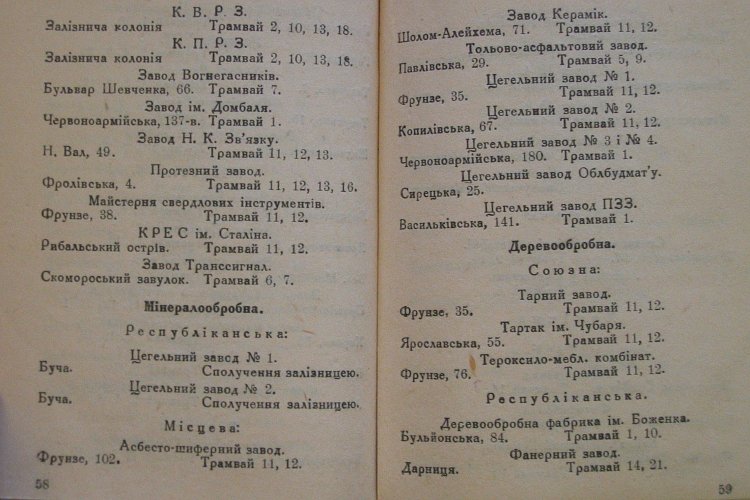 К. В. Р. З.
Залізнича колонія Трамвай 2, 10, 13, 18.
К. П. Р. З.
Залізнича колонія Трамвай 2, 10, 13, 18.
Завод Вогнегасників.
Бульвар Шевченка, 66. Трамвай 7.
Завод ім. Домбаля.
Червоноармійська, 137-в. Трамвай 1.
Завод Н. К. Зв'язку.
Н. Вал, 49. Трамвай 11, 12, 13.
Протезний завод.
Фролівська, 4. Трамвай 11, 12, 13, 16.
Майстерня свердлових інструментів.
Фрунзе, 38. Трамвай 11, 12.
КРЕС ім. Сталіна.
Рибальський острів. Трамвай 11, 12.
Завод Транссигнал.
Скомороський завулок. Трамвай 6, 7.
Мінералообробна.
Республіканська:
Цегельний завод № 1.
Буча. Сполучення залізницею.
Цегельний завод № 2.
Буча. Сполучення залізницею.
Місцева:
Асбесто-шиферний завод.
Фрунзе, 102. Трамвай 11, 12.
58
Завод Керамік.
Шолом-Алейхема, 71. Трамвай 11, 12.
Тольово-асфальтовий завод.
Павлівська, 29. Трамвай 5, 9.
Цегельний завод № 1.
Фрунзе, 35. Трамвай 11, 12.
Цегельний завод № 2.
Копилівська, 67. Трамвай 11, 12.
Цегельний завод № 3 і № 4.
Червоноармійська, 180. Трамвай 1.
Цегельний завод Облбудмат'у.
Сирецька, 25.
Цегельний завод ПЗЗ.
Васильківська, 141. Трамвай 1.
Деревообробна.
Союзна:
Тарний завод.
Фрунзе, 35. Трамвай 11, 12.
Тартак ім. Чубаря.
Ярославська, 55. Трамвай 11, 12.
Тероксило-мебл. комбінат.
Фрунзе, 76. Трамвай 11, 12.
Республіканська.
Деревообробна фабрика ім. Боженка.
Бульйонська, 84. Трамвай 1, 10.
Фанерний завод.
Дарниця. Трамвай 14, 21.
59